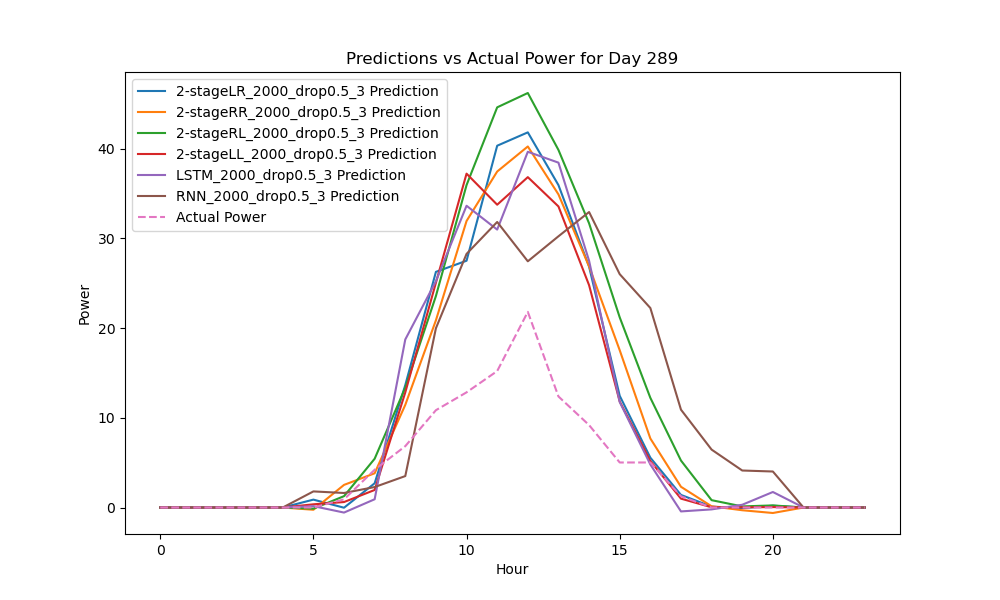 Predictions vs Actual Power for Day 289
2-stageLR_2000_drop0.5_3 Prediction
2-stageRR_2000_drop0.5_3 Prediction
2-stageRL_2000_drop0.5_3 Prediction
2-stageLL_2000_drop0.5_3 Prediction
LSTM_2000_drop0.5_3 Prediction
RNN_2000_drop0.5_3 Prediction
Actual Power
Power
40
30
20
10
0
0 5 10 15 20
Hour